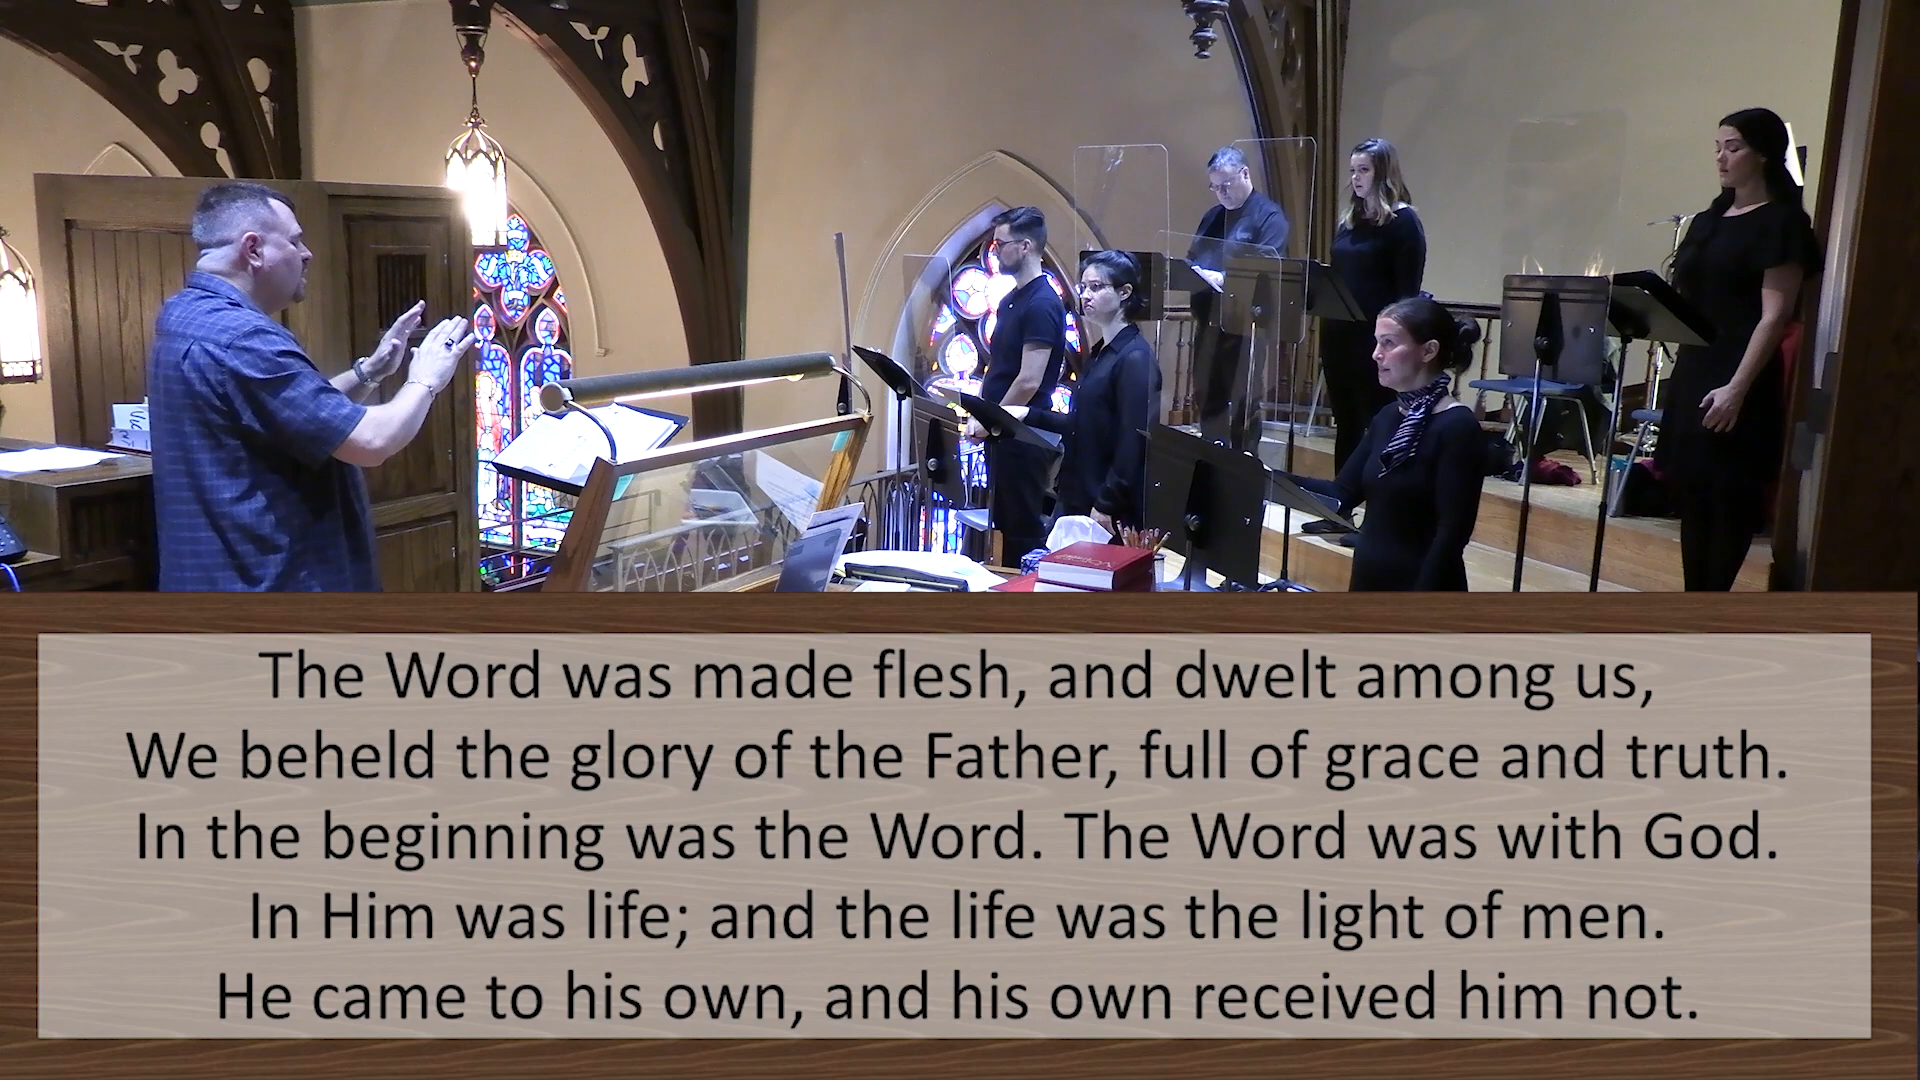 The Word was made flesh, and dwelt among us,
We beheld the glory of the Father, full of grace and truth.
In the beginning was the Word. The Word was with God.
In Him was life; and the life was the light of men.
He came to his own, and his own received him not.